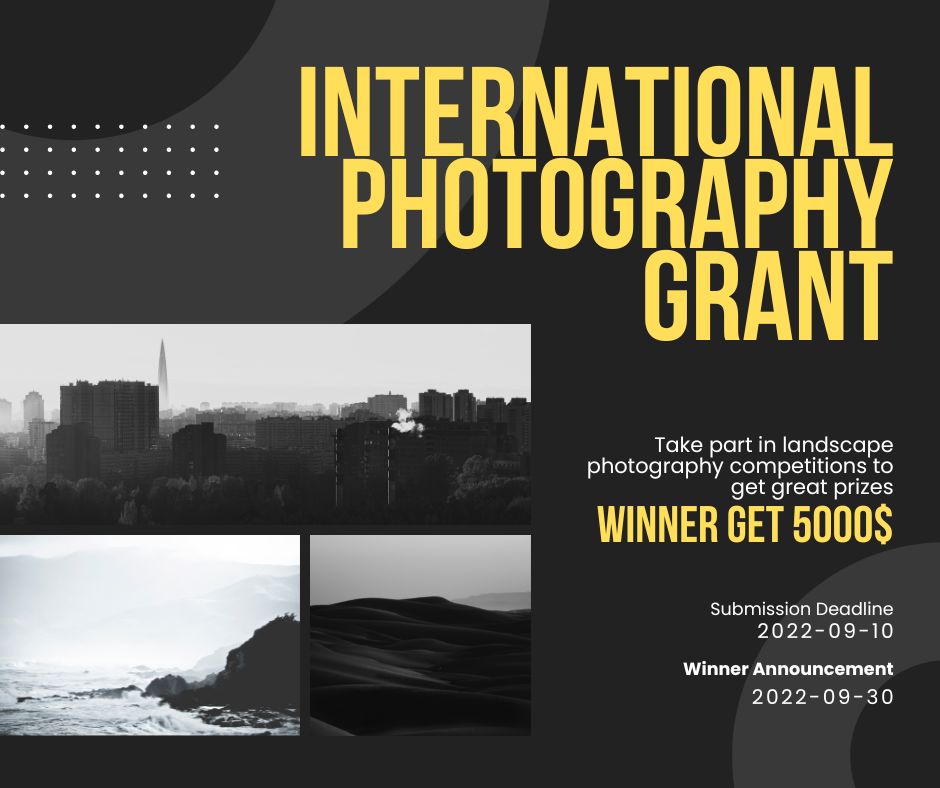 INTERNATIONAL
PHOTOGRAPHY
GRANT
Take part in landscape
photography competitions to
get great prizes
WINNER GET 5000$
Submission Deadline
2022-09-10
Winner Announcement
2022-09-30